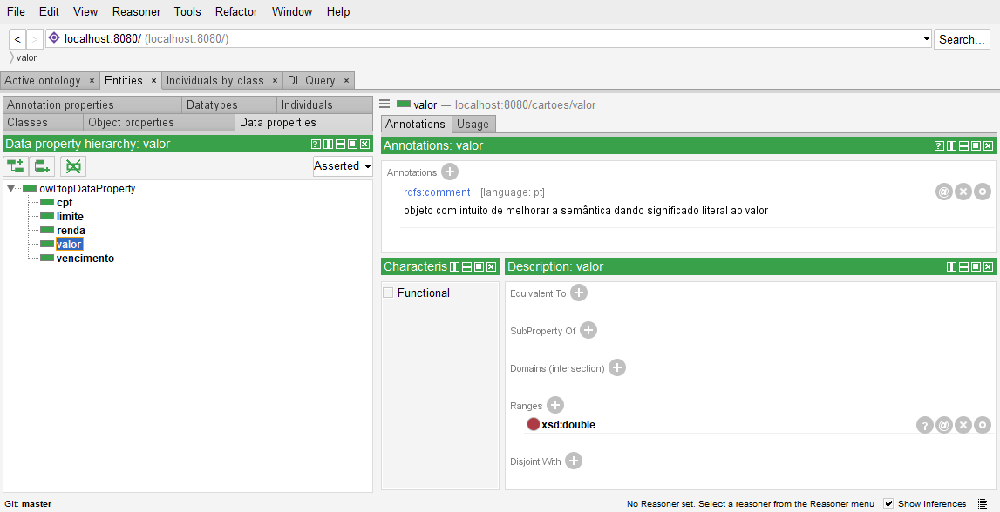 File Edit View Reasoner Tools Refactor Window Help
< > localhost:8080/ (localhost:8080/) Search...
valor
Active ontology × Entities × Individuals by class × DL Query ×
Annotation properties Datatypes Individuals
Classes Object properties Data properties
Data property hierarchy: valor
Asserted
owl:topDataProperty
cpf
limite
renda
valor
vencimento
valor — localhost:8080/cartoes/valor
Annotations Usage
Annotations: valor
Annotations
rdfs:comment [language: pt]
objeto com intuito de melhorar a semântica dando significado literal ao valor
Characteris
Functional
Description: valor
Equivalent To
SubProperty Of
Domains (intersection)
Ranges
xsd:double
Disjoint With
Git: master
No Reasoner set. Select a reasoner from the Reasoner menu Show Inferences